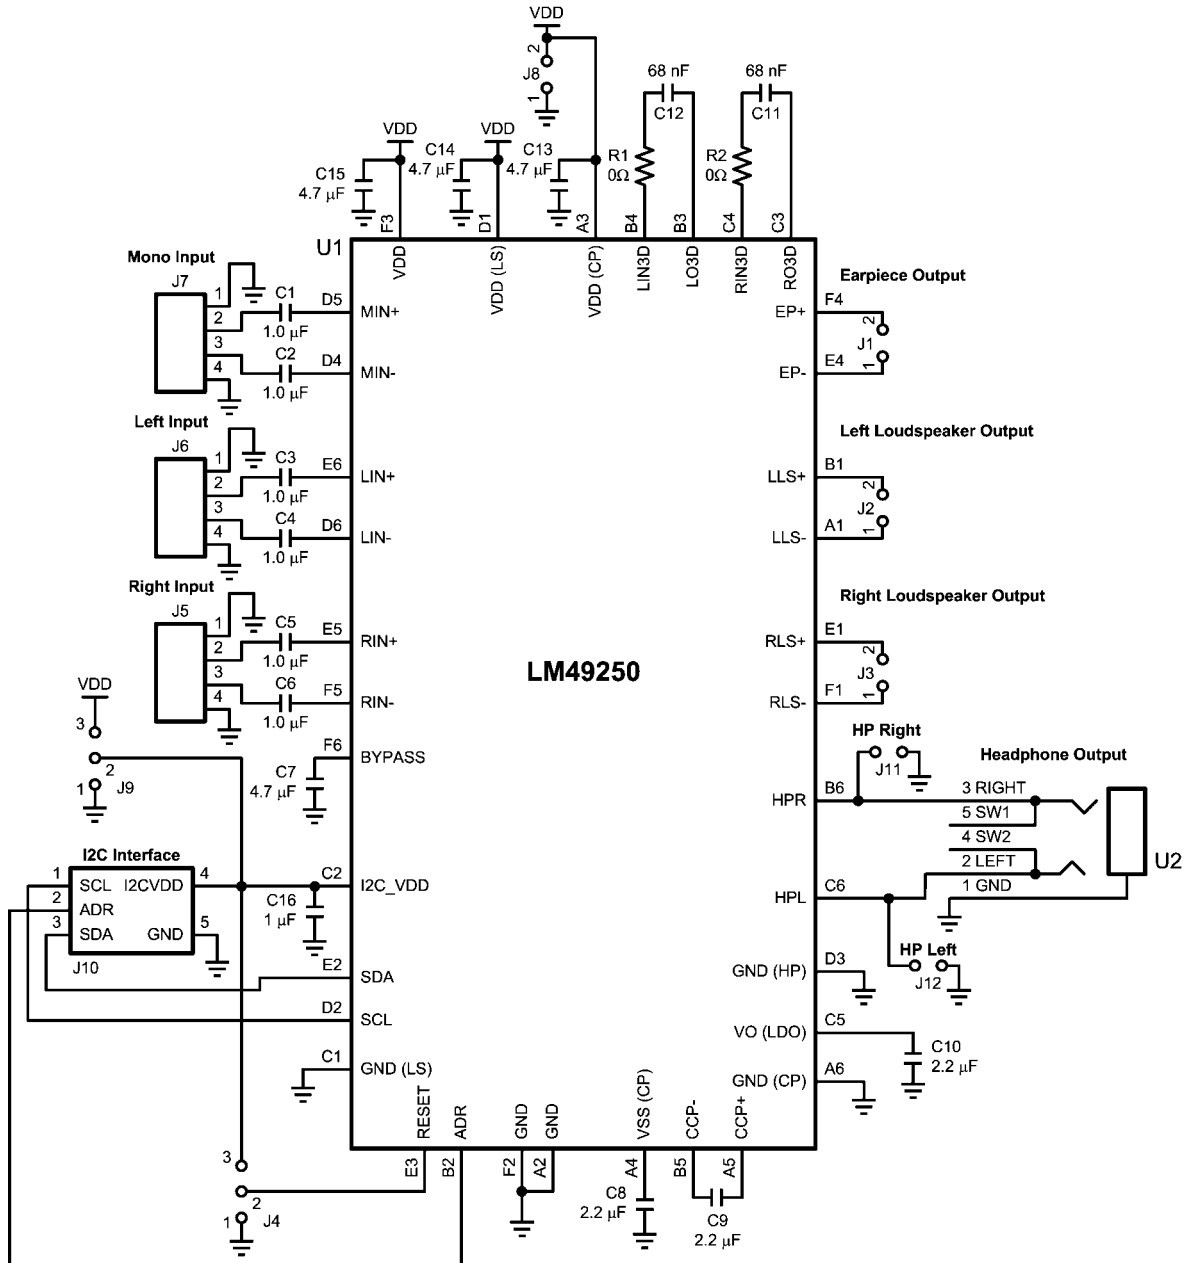 VDD
2
J8
1
68 nF
C12
68 nF
C11
VDD
C15
4.7 µF
C14
4.7 µF
VDD
C13
4.7 µF
R1
0Ω
R2
0Ω
F3
D1
A3
B4
B3
C4
C3
U1
VDD
VDD (LS)
VDD (CP)
LIN3D
LO3D
RIN3D
RO3D
Mono Input
J7
1
2
3
4
C1
1.0 µF
C2
1.0 µF
D5
MIN+
D4
MIN-
Left Input
J6
1
2
3
4
C3
1.0 µF
C4
1.0 µF
E6
LIN+
D6
LIN-
Right Input
J5
1
2
3
4
C5
1.0 µF
C6
1.0 µF
E5
RIN+
F5
RIN-
LM49250
Earpiece Output
EP+
F4
2
J1
1
EP-
E4
Left Loudspeaker Output
LLS+
B1
2
J2
1
LLS-
A1
Right Loudspeaker Output
RLS+
E1
2
J3
1
RLS-
F1
VDD
3
2
1
J9
F6
BYPASS
C7
4.7 µF
HP Right
J11
Headphone Output
HPR
B6
3 RIGHT
5 SW1
4 SW2
2 LEFT
1 GND
U2
HPL
C6
HP Left
J12
I2C Interface
1
SCL
I2CVDD
4
2
ADR
3
SDA
GND
5
J10
C2
I2C_VDD
C16
1 µF
E2
SDA
D2
SCL
C1
GND (LS)
GND (HP)
D3
VO (LDO)
C5
C10
2.2 µF
GND (CP)
A6
RESET
ADR
GND
GND
VSS (CP)
CCP-
CCP+
E3
B2
F2
A2
A4
B5
A5
3
2
1
J4
C8
2.2 µF
C9
2.2 µF